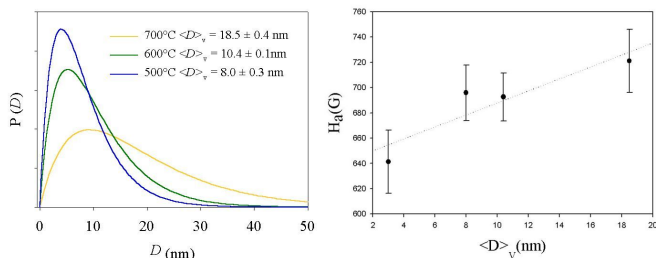 P (D)
700°C <D>v = 18.5 ± 0.4 nm
600°C <D>v = 10.4 ± 0.1nm
500°C <D>v = 8.0 ± 0.3 nm
0 10 20 30 40 50
D (nm)
Ha(G)
800
780
760
740
720
700
680
660
640
620
600
2 4 6 8 10 12 14 16 18 20
<D>V(nm)